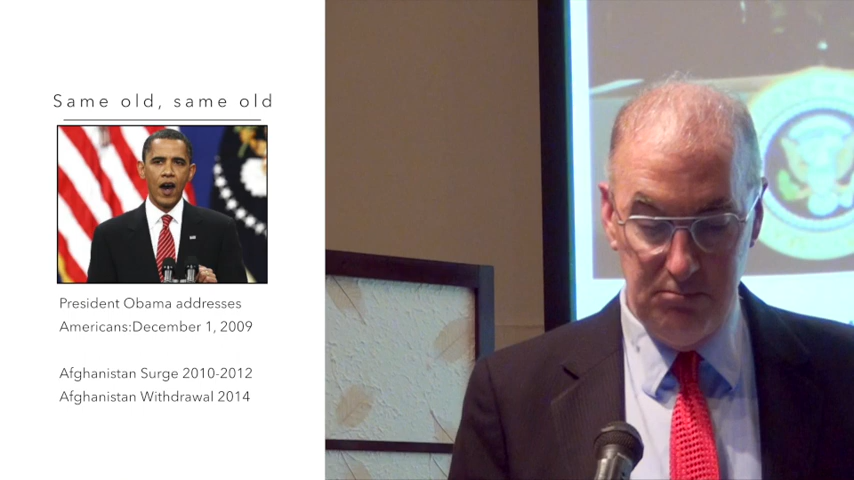 Same old, same old
President Obama addresses
Americans:December 1, 2009
Afghanistan Surge 2010-2012
Afghanistan Withdrawal 2014